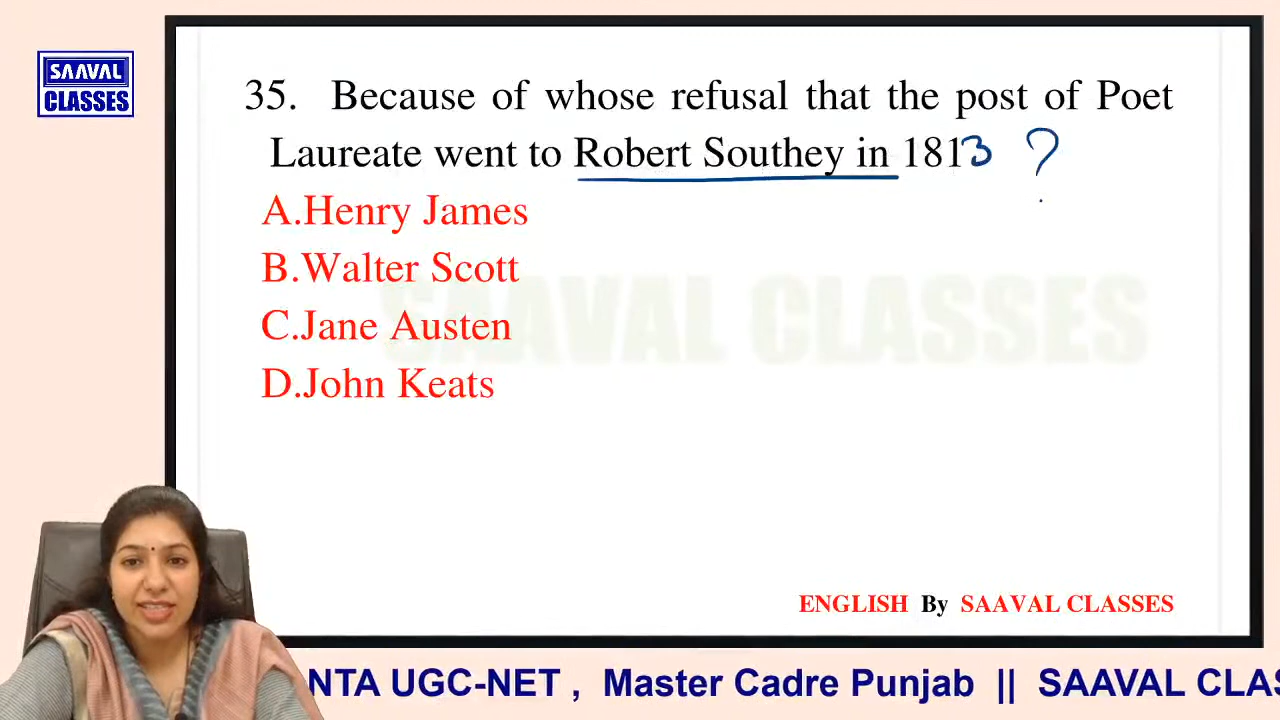 SAAVAL
CLASSES
35. Because of whose refusal that the post of Poet
Laureate went to Robert Southey in 1813 ?
A.Henry James
B.Walter Scott
C.Jane Austen
D.John Keats
SAAVAL CLASSES
ENGLISH By SAAVAL CLASSES
NTA UGC-NET , Master Cadre Punjab || SAAVAL CLAS